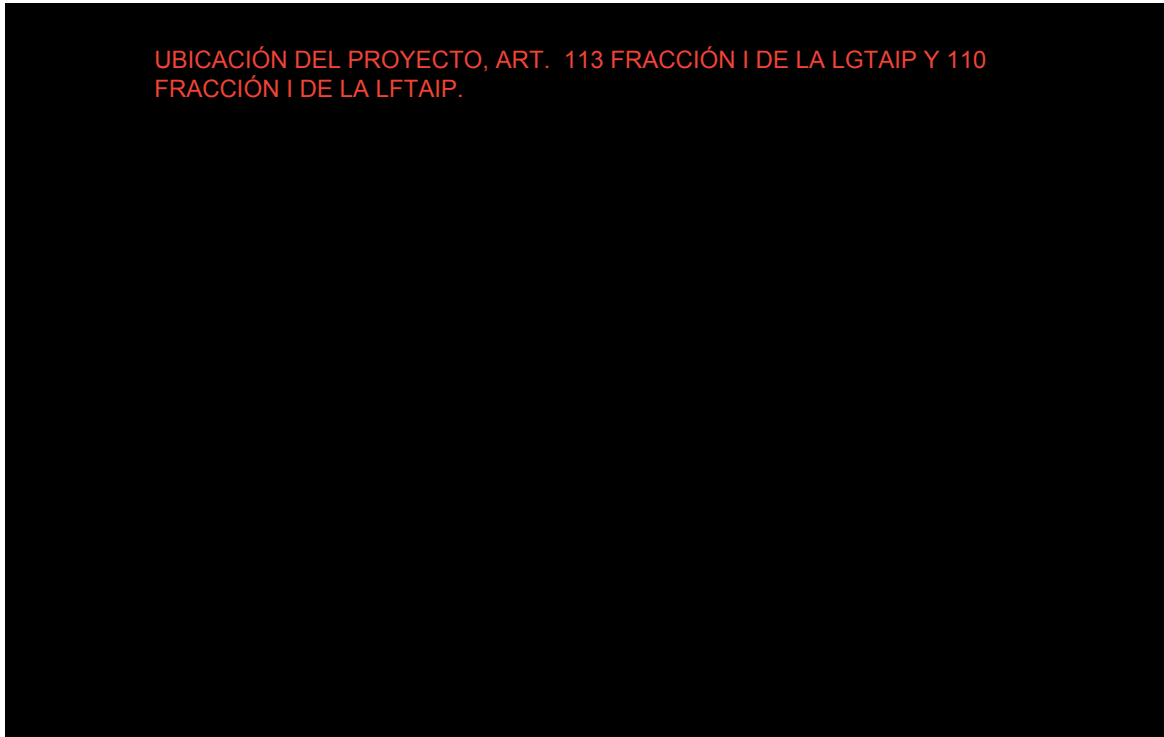 UBICACIÓN DEL PROYECTO, ART.  113 FRACCIÓN I DE LA LGTAIP Y 110
FRACCIÓN I DE LA LFTAIP.